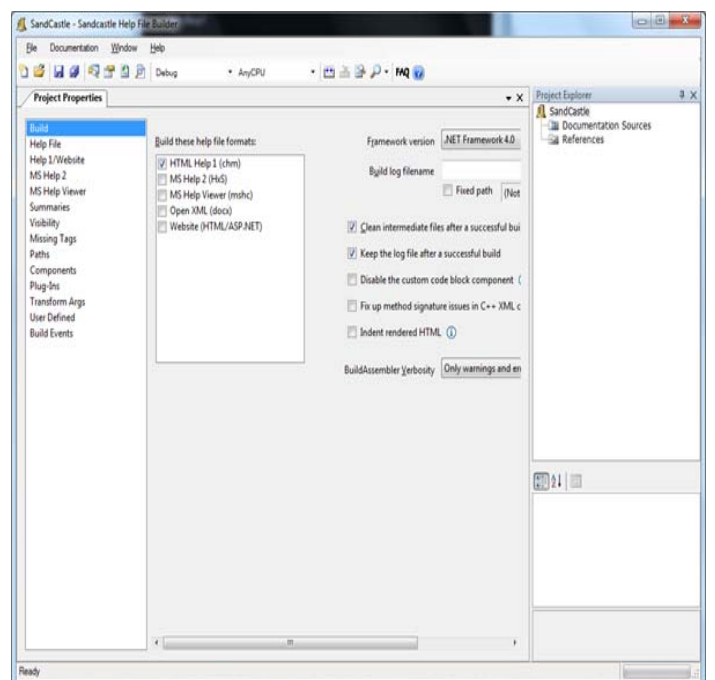 SandCastle - Sandcastle Help File Builder
File Documentation Window Help
Debug AnyCPU FAQ
Project Properties
Build
Help File
Help 1/Website
MS Help 2
MS Help Viewer
Summaries
Visibility
Missing Tags
Paths
Components
Plug-Ins
Transform Args
User Defined
Build Events
Build these help file formats:
HTML Help 1 (chm)
MS Help 2 (HxS)
MS Help Viewer (mshc)
Open XML (docx)
Website (HTML/ASP.NET)
Framework version .NET Framework 4.0
Build log filename
Fixed path (Not
Clean intermediate files after a successful bui
Keep the log file after a successful build
Disable the custom code block component (
Fix up method signature issues in C++ XML c
Indent rendered HTML
BuildAssembler Verbosity Only warnings and err
Project Explorer
SandCastle
Documentation Sources
References
Ready